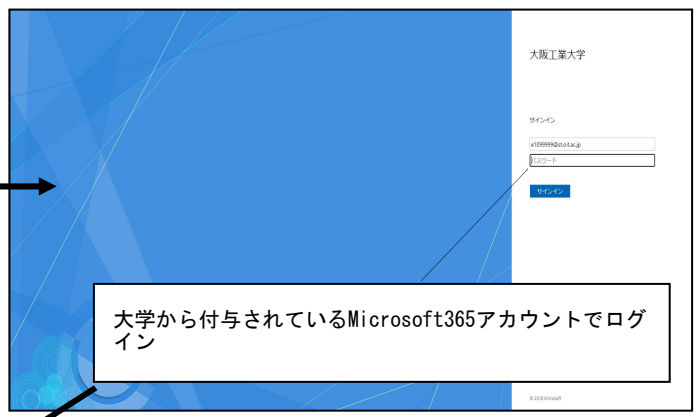 大阪工業大学
サインイン
e1099999@st.oit.ac.jp
パスワード
サインイン
大学から付与されているMicrosoft365アカウントでログ
イン
© 2018 Microsoft